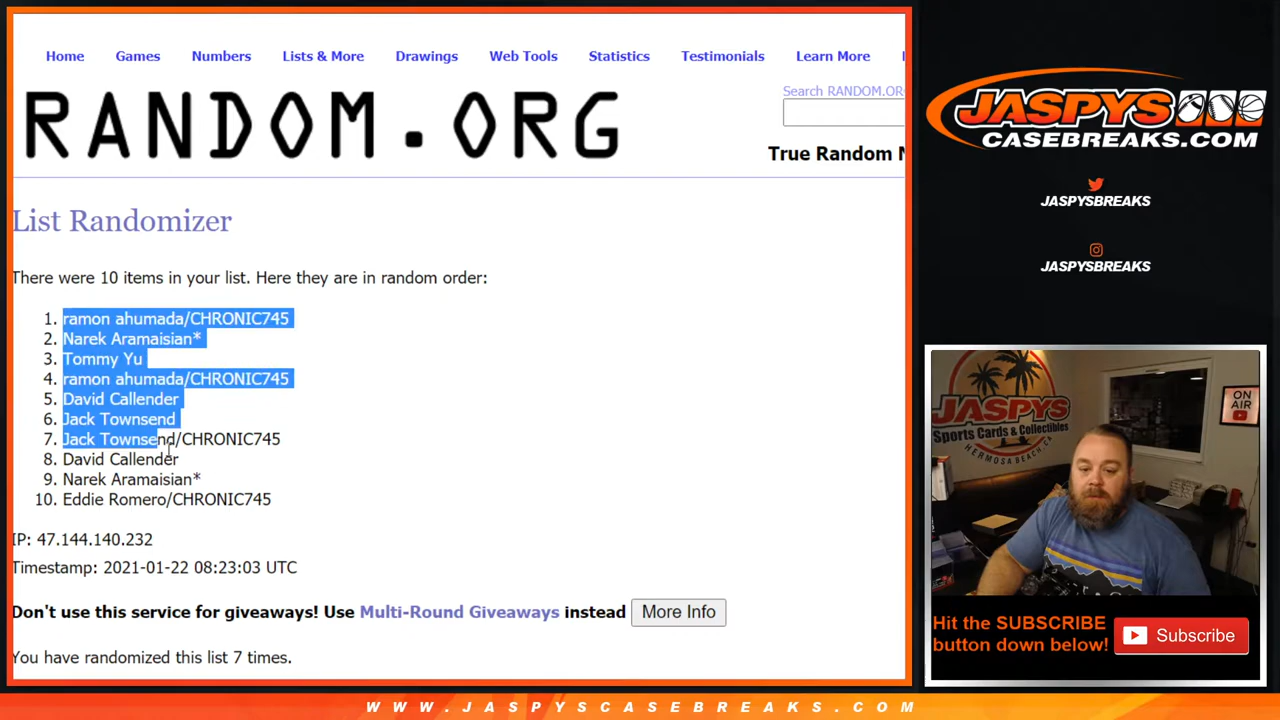 Home Games Numbers Lists & More Drawings Web Tools Statistics Testimonials Learn More
RANDOM.ORG
Search RANDOM.OR
True Random
List Randomizer
There were 10 items in your list. Here they are in random order:
1. ramon ahumada/CHRONIC745
2. Narek Aramaisian*
3. Tommy Yu
4. ramon ahumada/CHRONIC745
5. David Callender
6. Jack Townsend
7. Jack Townsend/CHRONIC745
8. David Callender
9. Narek Aramaisian*
10. Eddie Romero/CHRONIC745
IP: 47.144.140.232
Timestamp: 2021-01-22 08:23:03 UTC
Don't use this service for giveaways! Use Multi-Round Giveaways instead More Info
You have randomized this list 7 times.
JASPYS
CASEBREAKS.COM
JASPYSBREAKS
JASPYSBREAKS
JASPYS
Sports Cards & Collectibles
HERMOSA BEACH, CA
ON AIR
Hit the SUBSCRIBE
button down below!
Subscribe
WWW.JASPYSCASEBREAKS.COM